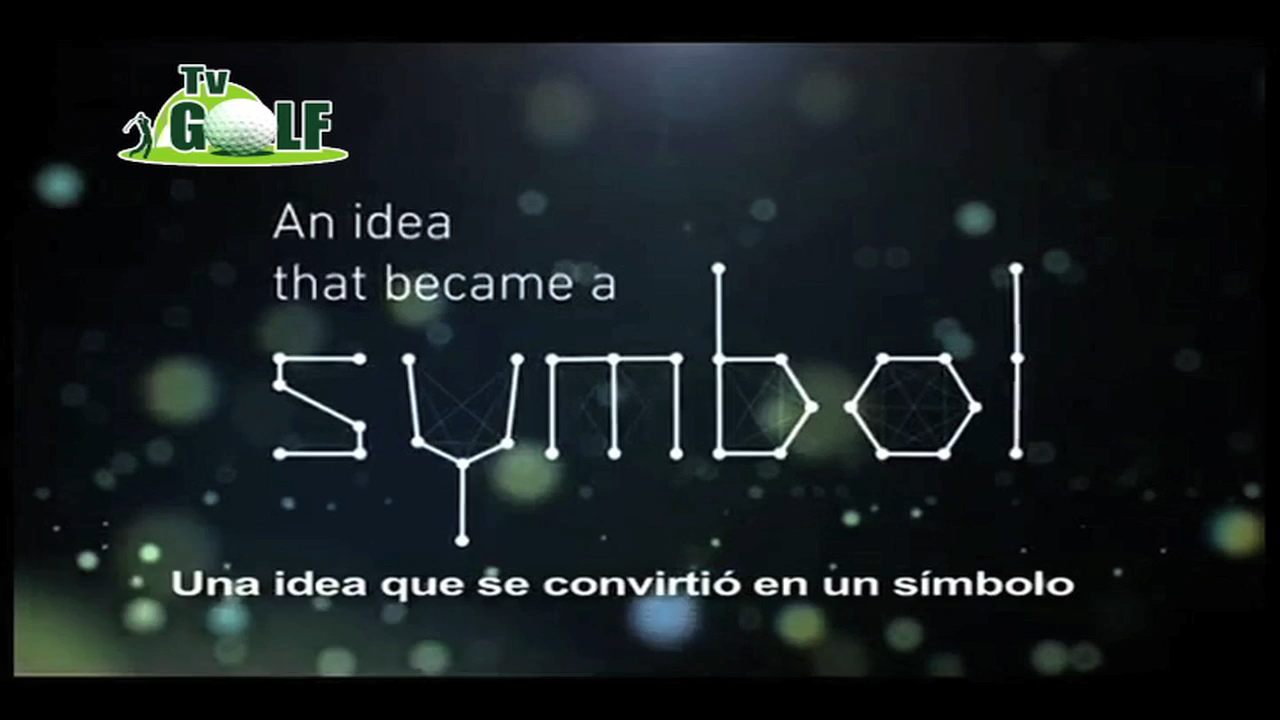 Tv
GOLF
An idea
that became a
symbol
Una idea que se convirtió en un símbolo